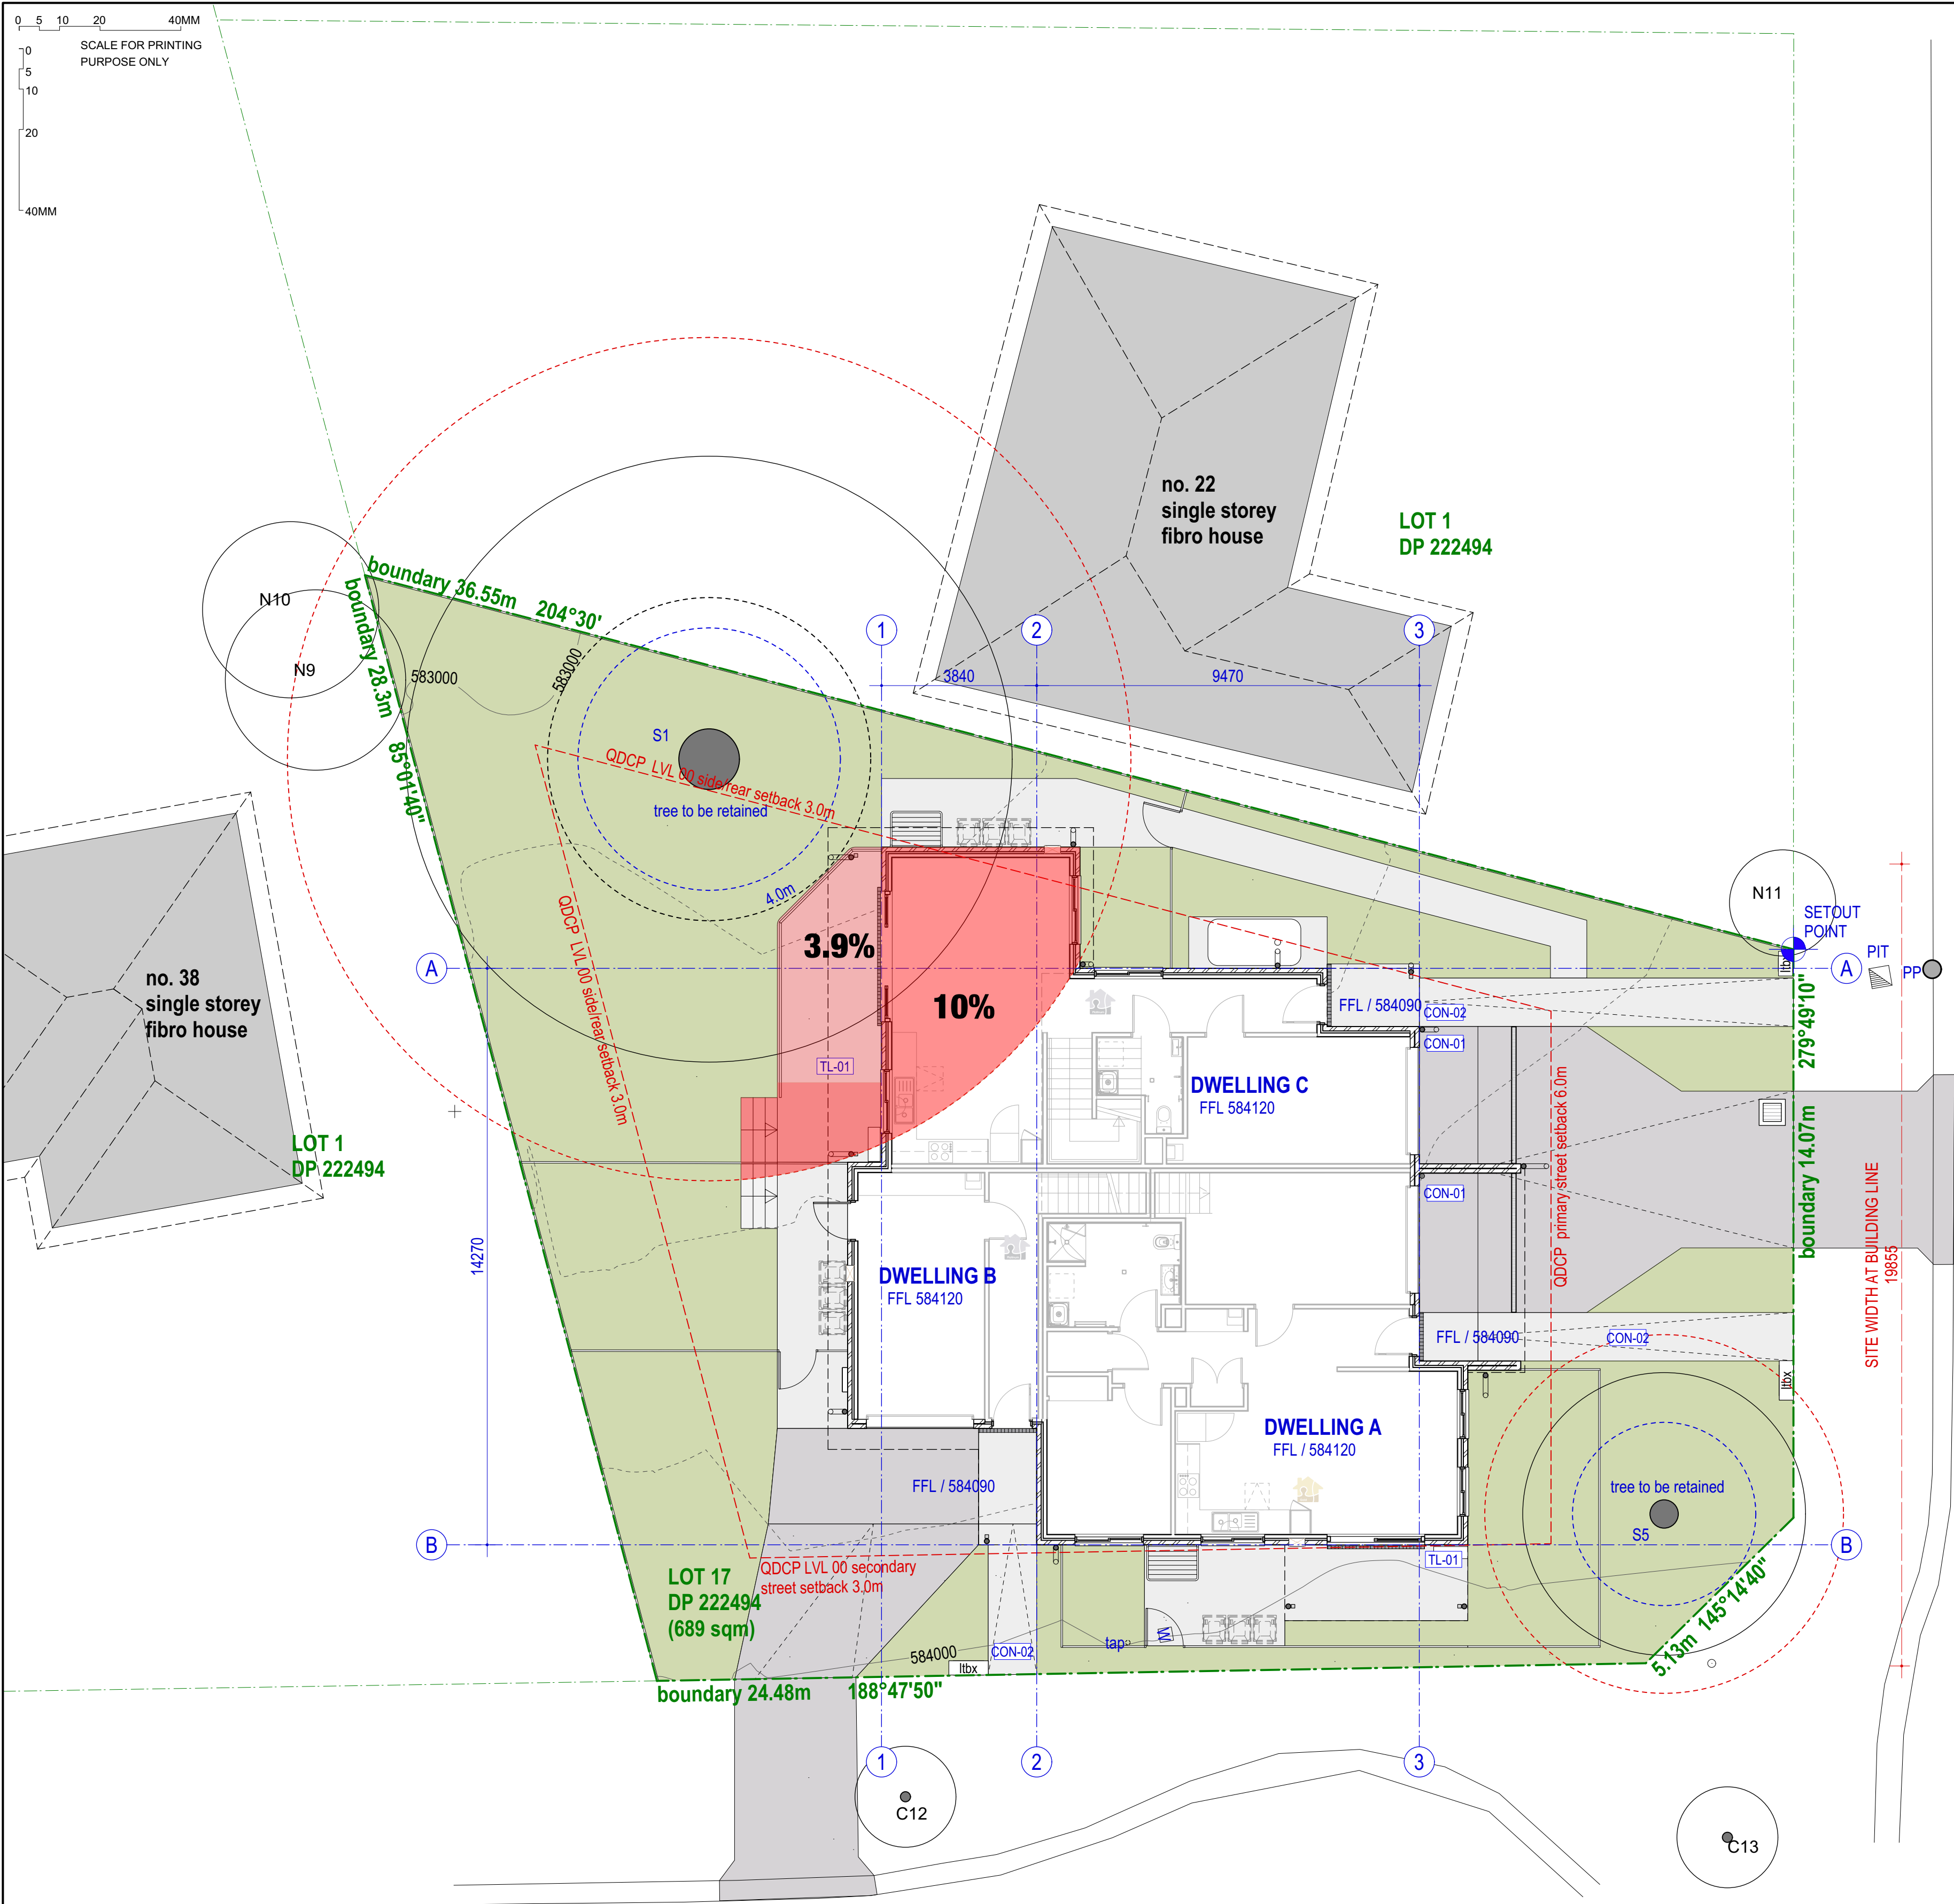 0 5 10 20 40MM
SCALE FOR PRINTING
PURPOSE ONLY
0
5
10
20
40MM
no. 22
single storey
fibro house
LOT 1
DP 222494
boundary 36.55m 204°30'
boundary 28.3m 85°01'40"
N10
N9
583000
583000
1
2
3
3840
9470
S1
QDCP LVL 00 side/rear setback 3.0m
tree to be retained
4.0m
QDCP LVL 00 side/rear setback 3.0m
N11
SETOUT
POINT
PIT
PP
ltbx
A
A
3.9%
10%
no. 38
single storey
fibro house
LOT 1
DP 222494
TL-01
FFL / 584090
CON-02
CON-01
DWELLING C
FFL 584120
279°49'10"
boundary 14.07m
QDCP primary street setback 6.0m
SITE WIDTH AT BUILDING LINE
19855
CON-01
14270
DWELLING B
FFL 584120
FFL / 584090
CON-02
ltbx
DWELLING A
FFL / 584120
FFL / 584090
tree to be retained
S5
B
B
TL-01
QDCP LVL 00 secondary
street setback 3.0m
LOT 17
DP 222494
(689 sqm)
584000
ltbx
CON-02
tap
W
5.13m 145°14'40"
boundary 24.48m 188°47'50"
1
2
3
C12
C13